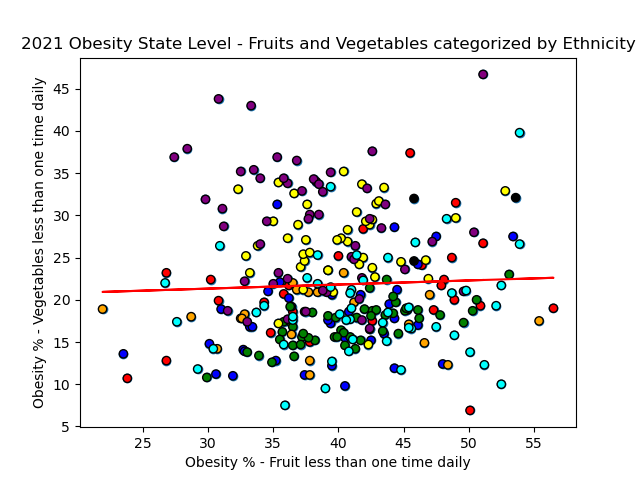 2021 Obesity State Level - Fruits and Vegetables categorized by Ethnicity
Obesity % - Vegetables less than one time daily
45
40
35
30
25
20
15
10
5
25 30 35 40 45 50 55
Obesity % - Fruit less than one time daily